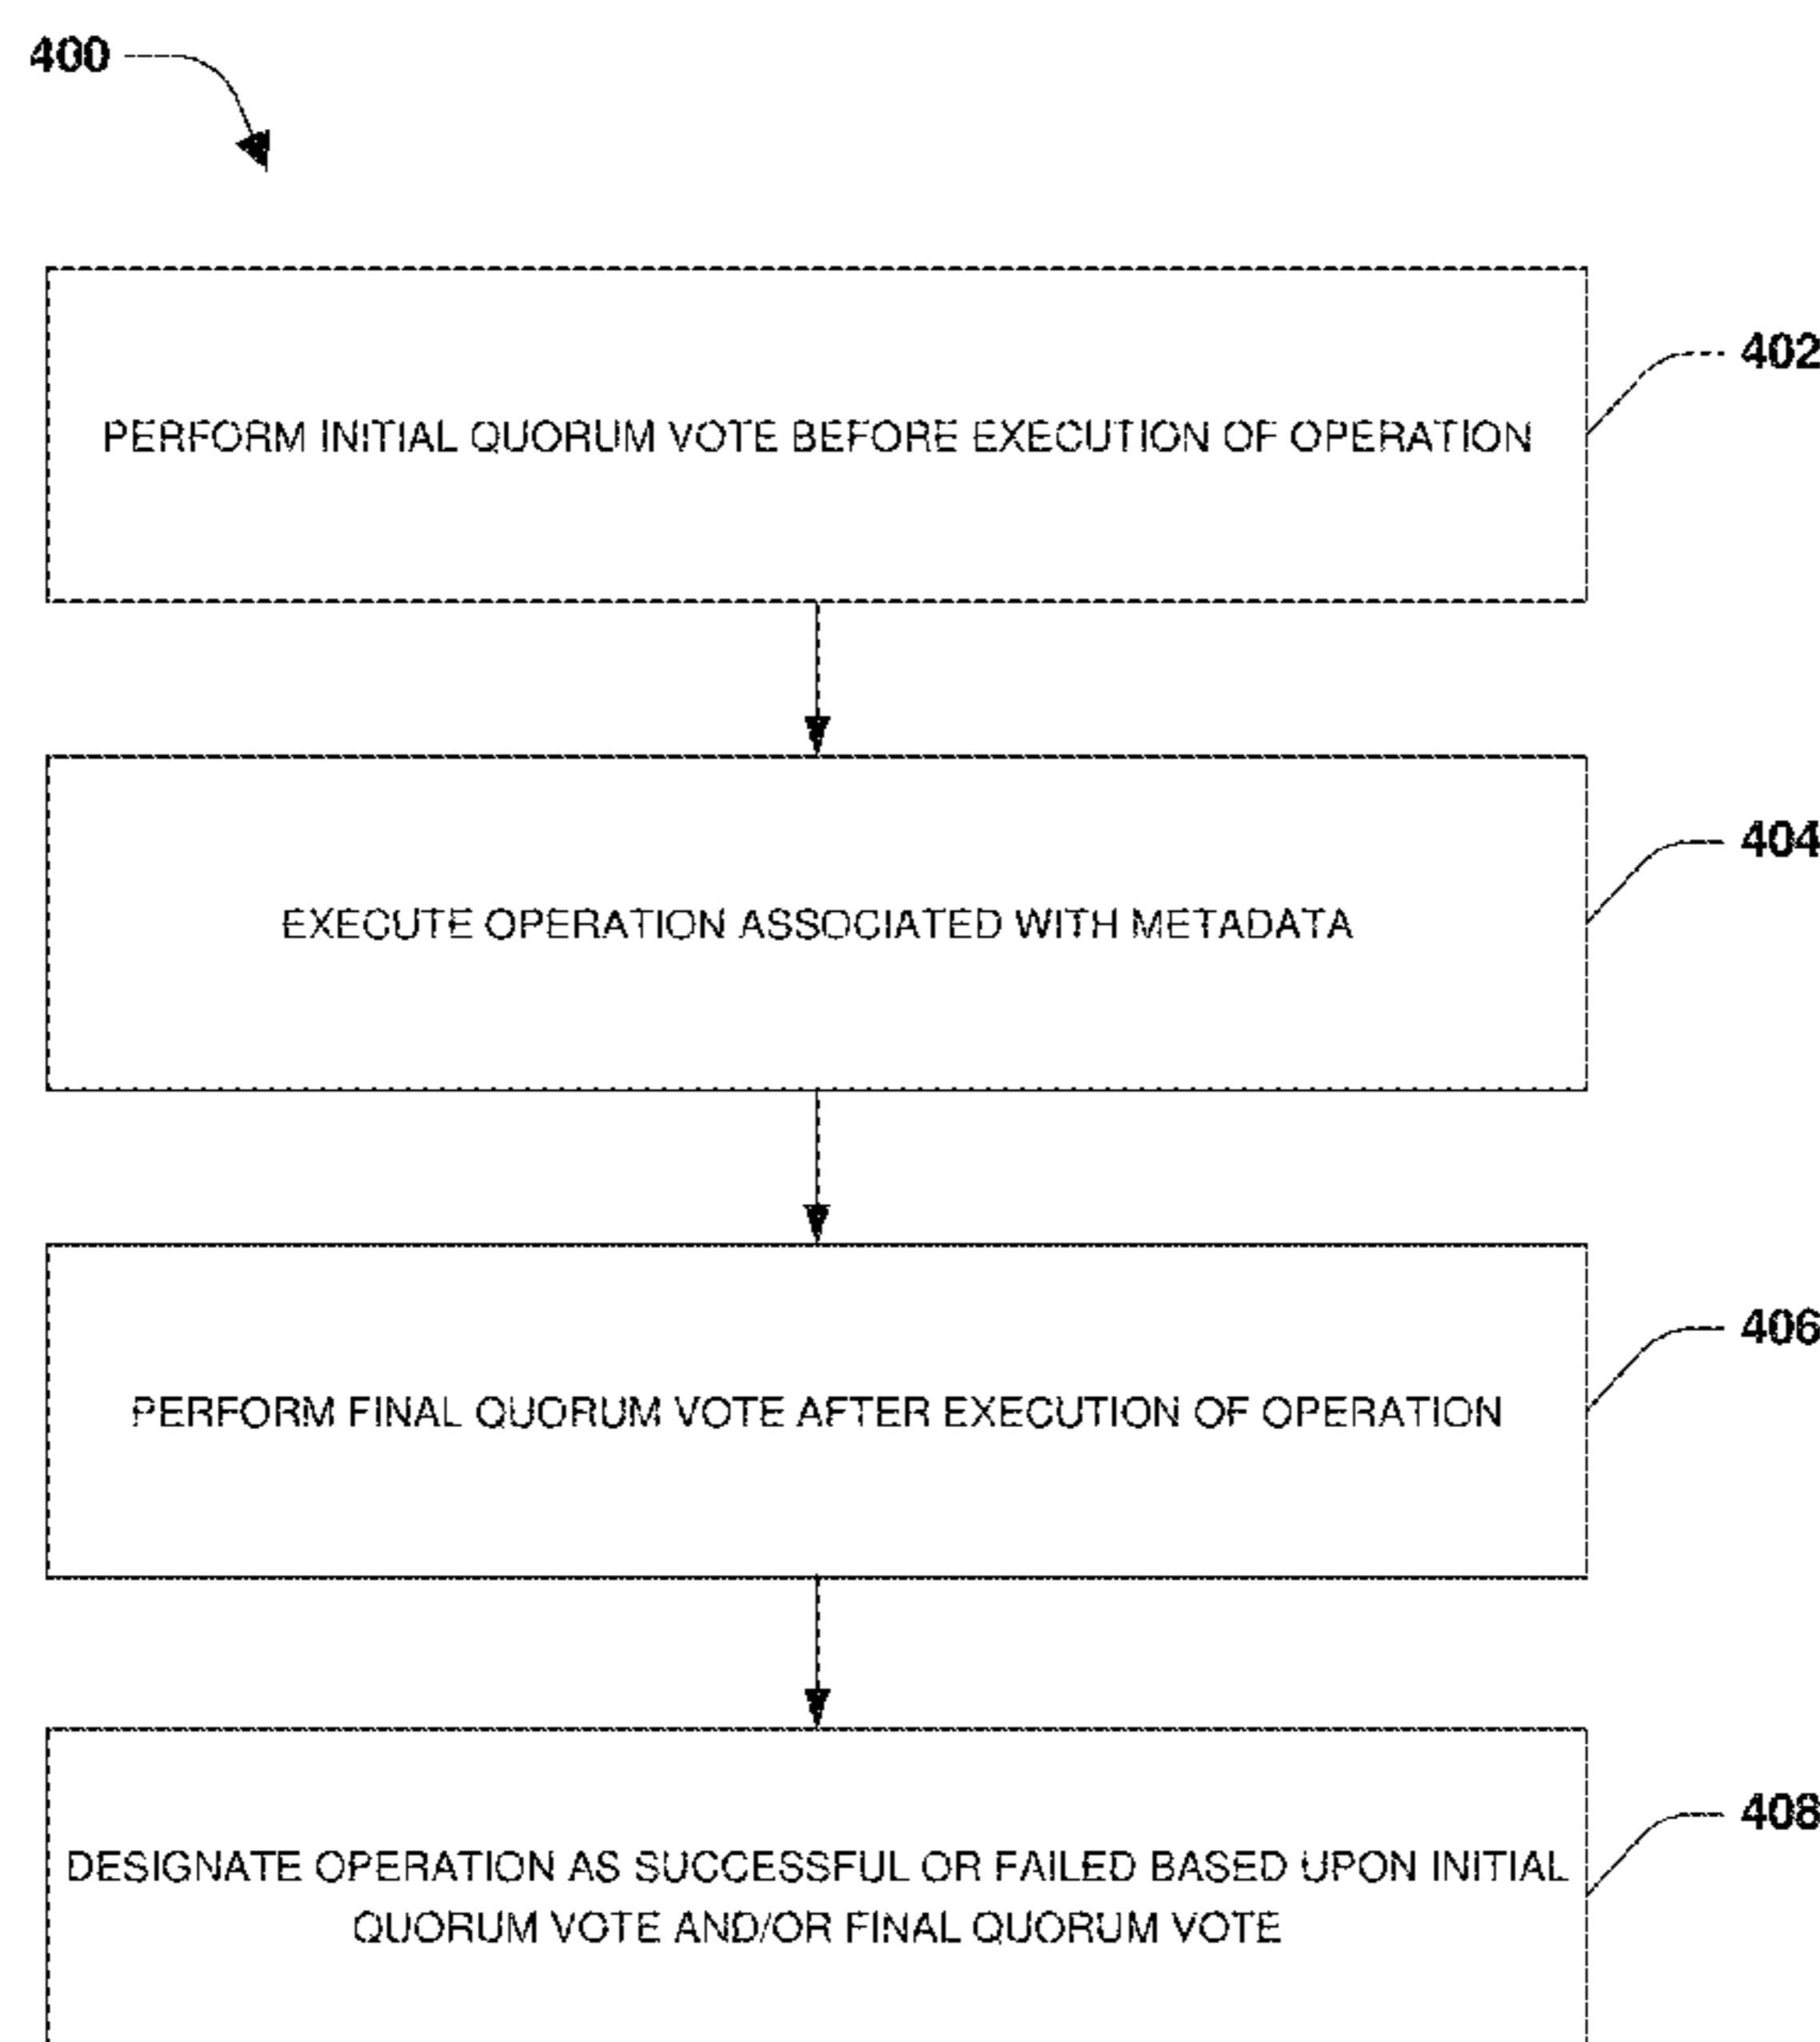 400
402
PERFORM INITIAL QUORUM VOTE BEFORE EXECUTION OF OPERATION
404
EXECUTE OPERATION ASSOCIATED WITH METADATA
406
PERFORM FINAL QUORUM VOTE AFTER EXECUTION OF OPERATION
408
DESIGNATE OPERATION AS SUCCESSFUL OR FAILED BASED UPON INITIAL
QUORUM VOTE AND/OR FINAL QUORUM VOTE